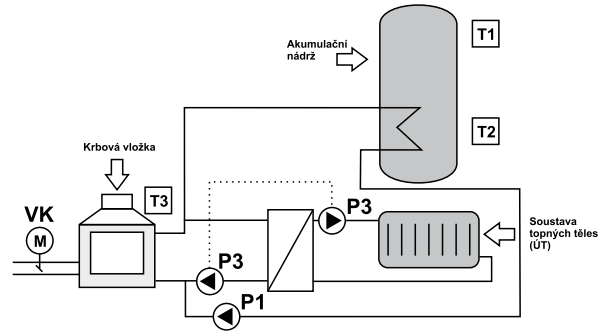 Akumulační
nádrž
T1
T2
Krbová vložka
T3
VK
M
P3
P3
P1
Soustava
topných těles
(ÚT)